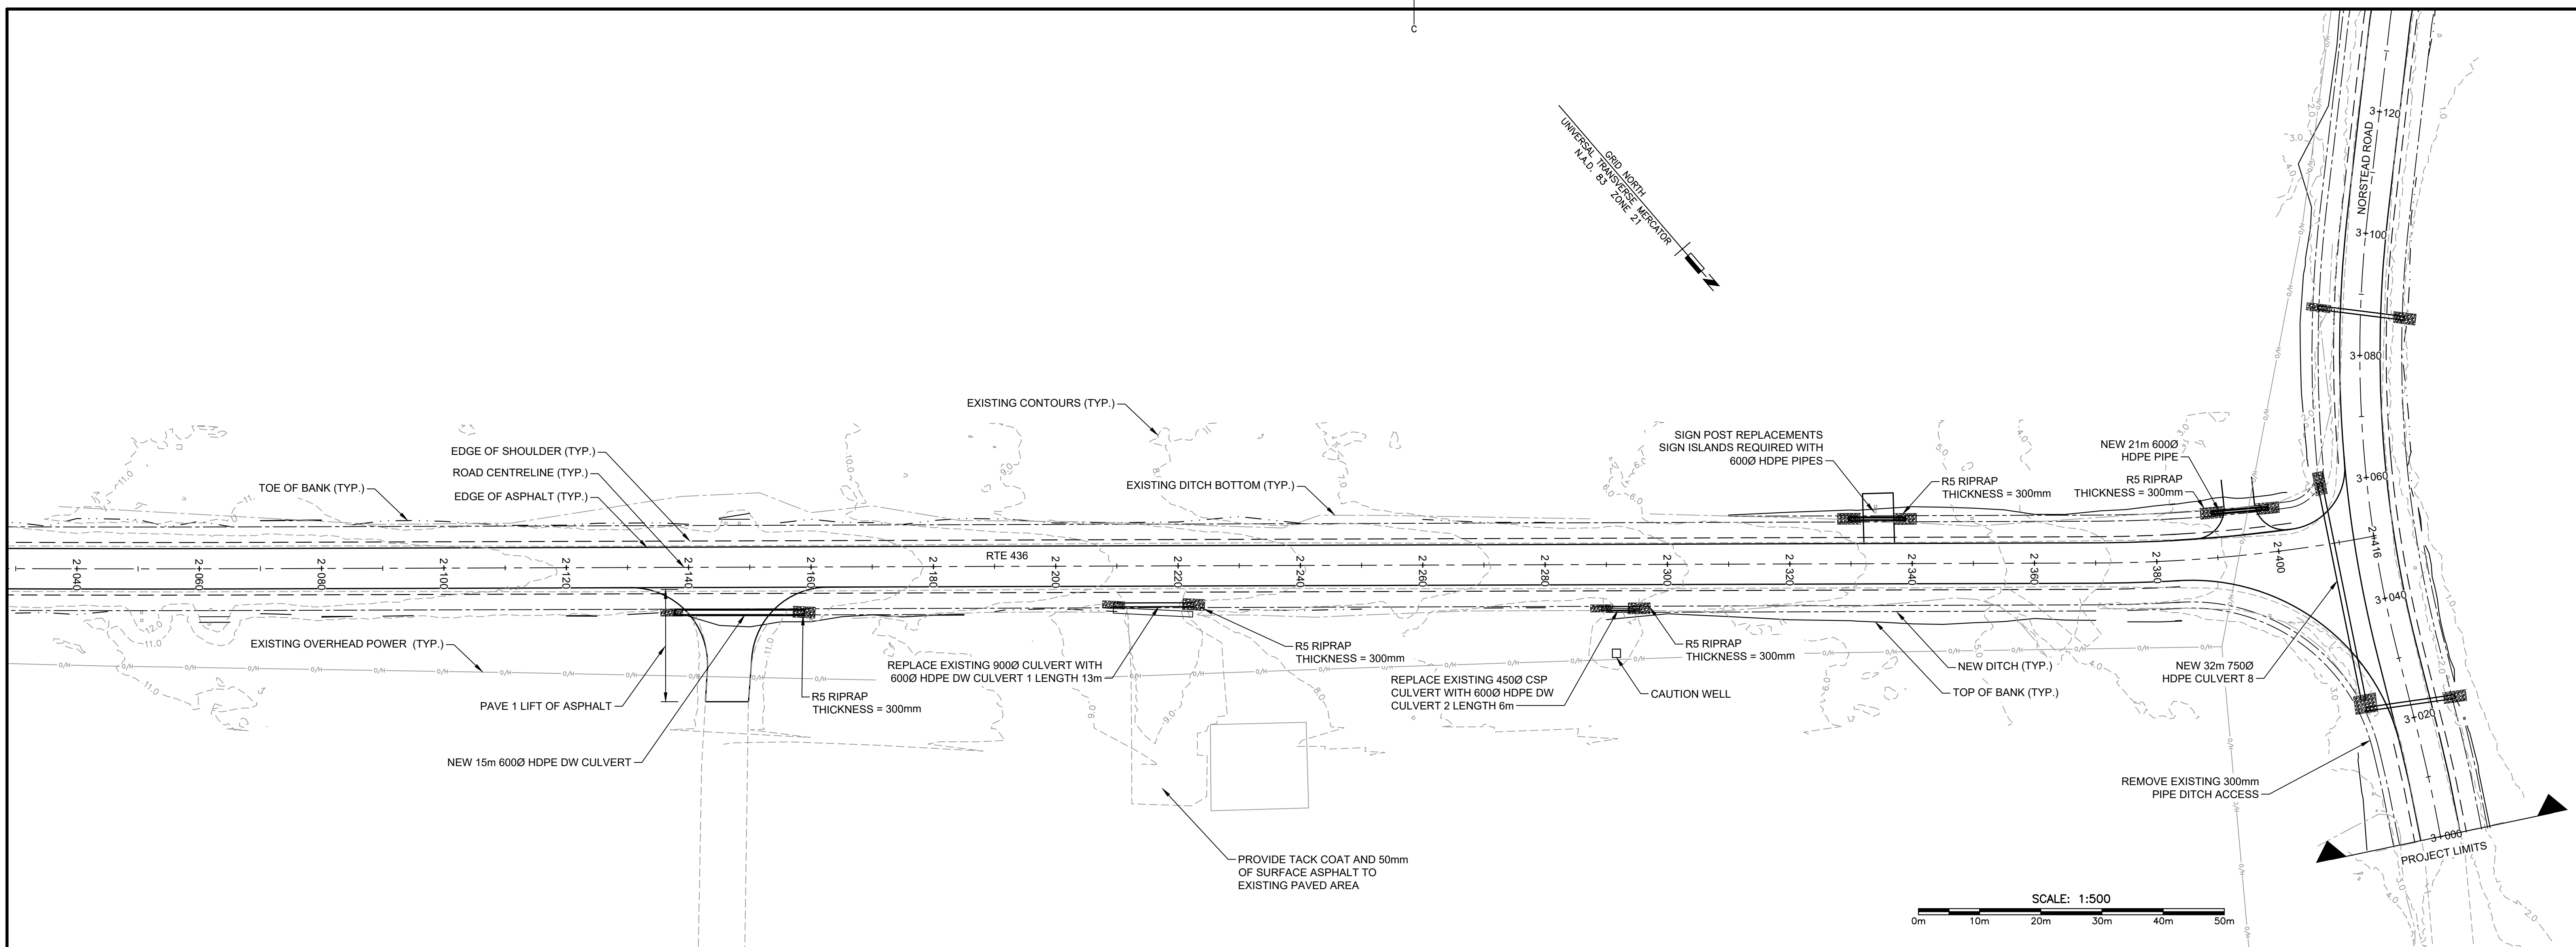 C
GRID NORTH
UNIVERSAL TRANSVERSE MERCATOR
N.A.D. 83 ZONE 21
EXISTING CONTOURS (TYP.)
EDGE OF SHOULDER (TYP.)
ROAD CENTRELINE (TYP.)
EDGE OF ASPHALT (TYP.)
TOE OF BANK (TYP.)
EXISTING DITCH BOTTOM (TYP.)
SIGN POST REPLACEMENTS
SIGN ISLANDS REQUIRED WITH
600Ø HDPE PIPES
R5 RIPRAP
THICKNESS = 300mm
NEW 21m 600Ø
HDPE PIPE
R5 RIPRAP
THICKNESS = 300mm
NORSTEAD ROAD
3+120
3+100
3+080
3+060
2+416
3+040
3+020
3+000
RTE 436
2+040
2+060
2+080
2+100
2+120
2+140
2+160
2+180
2+200
2+220
2+240
2+260
2+280
2+300
2+320
2+340
2+360
2+380
2+400
EXISTING OVERHEAD POWER (TYP.)
PAVE 1 LIFT OF ASPHALT
NEW 15m 600Ø HDPE DW CULVERT
R5 RIPRAP
THICKNESS = 300mm
REPLACE EXISTING 900Ø CULVERT WITH
600Ø HDPE DW CULVERT 1 LENGTH 13m
R5 RIPRAP
THICKNESS = 300mm
REPLACE EXISTING 450Ø CSP
CULVERT WITH 600Ø HDPE DW
CULVERT 2 LENGTH 6m
R5 RIPRAP
THICKNESS = 300mm
CAUTION WELL
NEW DITCH (TYP.)
TOP OF BANK (TYP.)
NEW 32m 750Ø
HDPE CULVERT 8
REMOVE EXISTING 300mm
PIPE DITCH ACCESS
PROVIDE TACK COAT AND 50mm
OF SURFACE ASPHALT TO
EXISTING PAVED AREA
PROJECT LIMITS
SCALE: 1:500
0m 10m 20m 30m 40m 50m